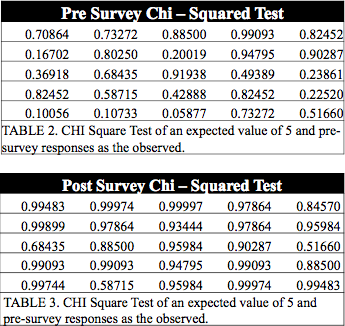 Pre Survey Chi – Squared Test
0.70864 0.73272 0.88500 0.99093 0.82452
0.16702 0.80250 0.20019 0.94795 0.90287
0.36918 0.68435 0.91938 0.49389 0.23861
0.82452 0.58715 0.42888 0.82452 0.22520
0.10056 0.10733 0.05877 0.73272 0.51660
TABLE 2. CHI Square Test of an expected value of 5 and pre-
survey responses as the observed.
Post Survey Chi – Squared Test
0.99483 0.99974 0.99997 0.97864 0.84570
0.99899 0.97864 0.93444 0.97864 0.95984
0.68435 0.88500 0.95984 0.90287 0.51660
0.99093 0.99093 0.94795 0.99093 0.88500
0.99744 0.58715 0.95984 0.99974 0.99483
TABLE 3. CHI Square Test of an expected value of 5 and
pre-survey responses as the observed.